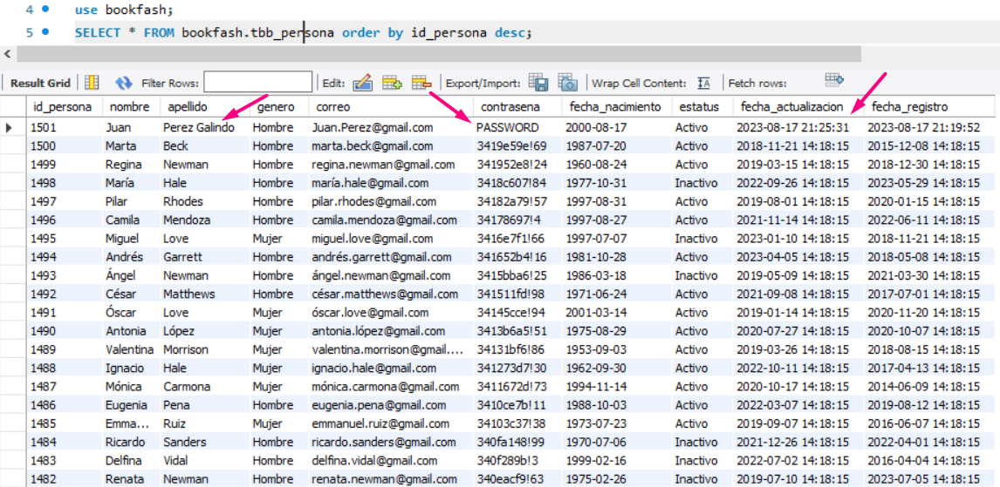 4 use bookfash;
5 SELECT * FROM bookfash.tbb_persona order by id_persona desc;
Result Grid Filter Rows: Edit: Export/Import: Wrap Cell Content: Fetch rows:
id_persona nombre apellido genero correo contrasena fecha_nacimiento estatus fecha_actualizacion fecha_registro
1501 Juan Perez Galindo Hombre Juan.Perez@gmail.com PASSWORD 2000-08-17 Activo 2023-08-17 21:25:31 2023-08-17 21:19:52
1500 Marta Beck Hombre marta.beck@gmail.com 3419e59e!69 1987-07-20 Activo 2018-11-21 14:18:15 2015-12-08 14:18:15
1499 Regina Newman Hombre regina.newman@gmail.com 341952e8!24 1960-08-24 Activo 2019-03-15 14:18:15 2018-12-30 14:18:15
1498 María Hale Hombre maría.hale@gmail.com 3418c607!84 1977-10-31 Inactivo 2022-09-26 14:18:15 2023-05-29 14:18:15
1497 Pilar Rhodes Hombre pilar.rhodes@gmail.com 34182a79!57 1997-08-31 Activo 2019-08-01 14:18:15 2020-01-15 14:18:15
1496 Camila Mendoza Hombre camila.mendoza@gmail.com 34178697!4 1997-08-27 Activo 2021-11-14 14:18:15 2022-06-11 14:18:15
1495 Miguel Love Mujer miguel.love@gmail.com 3416e7f1!66 1997-07-07 Inactivo 2023-01-10 14:18:15 2018-11-21 14:18:15
1494 Andrés Garrett Hombre andrés.garrett@gmail.com 341652b4!16 1981-10-28 Activo 2023-04-05 14:18:15 2018-05-08 14:18:15
1493 Ángel Newman Hombre ángel.newman@gmail.com 3415bba6!25 1986-03-18 Inactivo 2019-05-09 14:18:15 2021-03-30 14:18:15
1492 César Matthews Hombre césar.matthews@gmail.com 341511fd!98 1971-06-24 Activo 2021-09-08 14:18:15 2017-07-01 14:18:15
1491 Óscar Love Mujer óscar.love@gmail.com 34145cce!94 2001-03-14 Activo 2019-01-14 14:18:15 2020-11-20 14:18:15
1490 Antonia López Mujer antonia.lópez@gmail.com 3413b6a5!51 1975-08-29 Activo 2020-07-27 14:18:15 2020-10-07 14:18:15
1489 Valentina Morrison Mujer valentina.morrison@gmail.... 34131bf6!86 1953-09-03 Activo 2019-03-26 14:18:15 2018-08-15 14:18:15
1488 Ignacio Hale Mujer ignacio.hale@gmail.com 341273d7!30 1962-09-30 Activo 2022-10-11 14:18:15 2017-04-13 14:18:15
1487 Mónica Carmona Mujer mónica.carmona@gmail.com 3411672d!73 1994-11-14 Activo 2020-10-17 14:18:15 2014-06-09 14:18:15
1486 Eugenia Pena Hombre eugenia.pena@gmail.com 3410ce7b!11 1988-10-03 Activo 2022-03-07 14:18:15 2019-08-12 14:18:15
1485 Emma... Ruiz Mujer emmanuel.ruiz@gmail.com 34103c37!38 1973-07-23 Activo 2019-09-07 14:18:15 2016-06-07 14:18:15
1484 Ricardo Sanders Hombre ricardo.sanders@gmail.com 340fa148!99 1970-07-06 Inactivo 2021-12-26 14:18:15 2022-04-01 14:18:15
1483 Delfina Vidal Hombre delfina.vidal@gmail.com 340f289b!3 1999-02-16 Inactivo 2022-07-02 14:18:15 2016-04-04 14:18:15
1482 Renata Newman Hombre renata.newman@gmail.com 340eacf9!63 1975-02-26 Inactivo 2019-07-10 14:18:15 2023-07-05 14:18:15